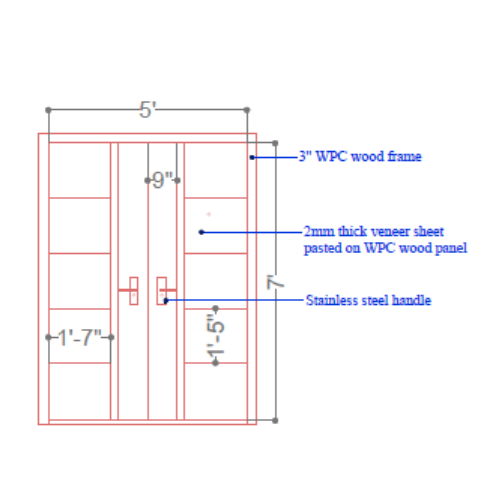 5'
3" WPC wood frame
9"
2mm thick veneer sheet
pasted on WPC wood panel
7'
Stainless steel handle
1'-7"
1'-5"